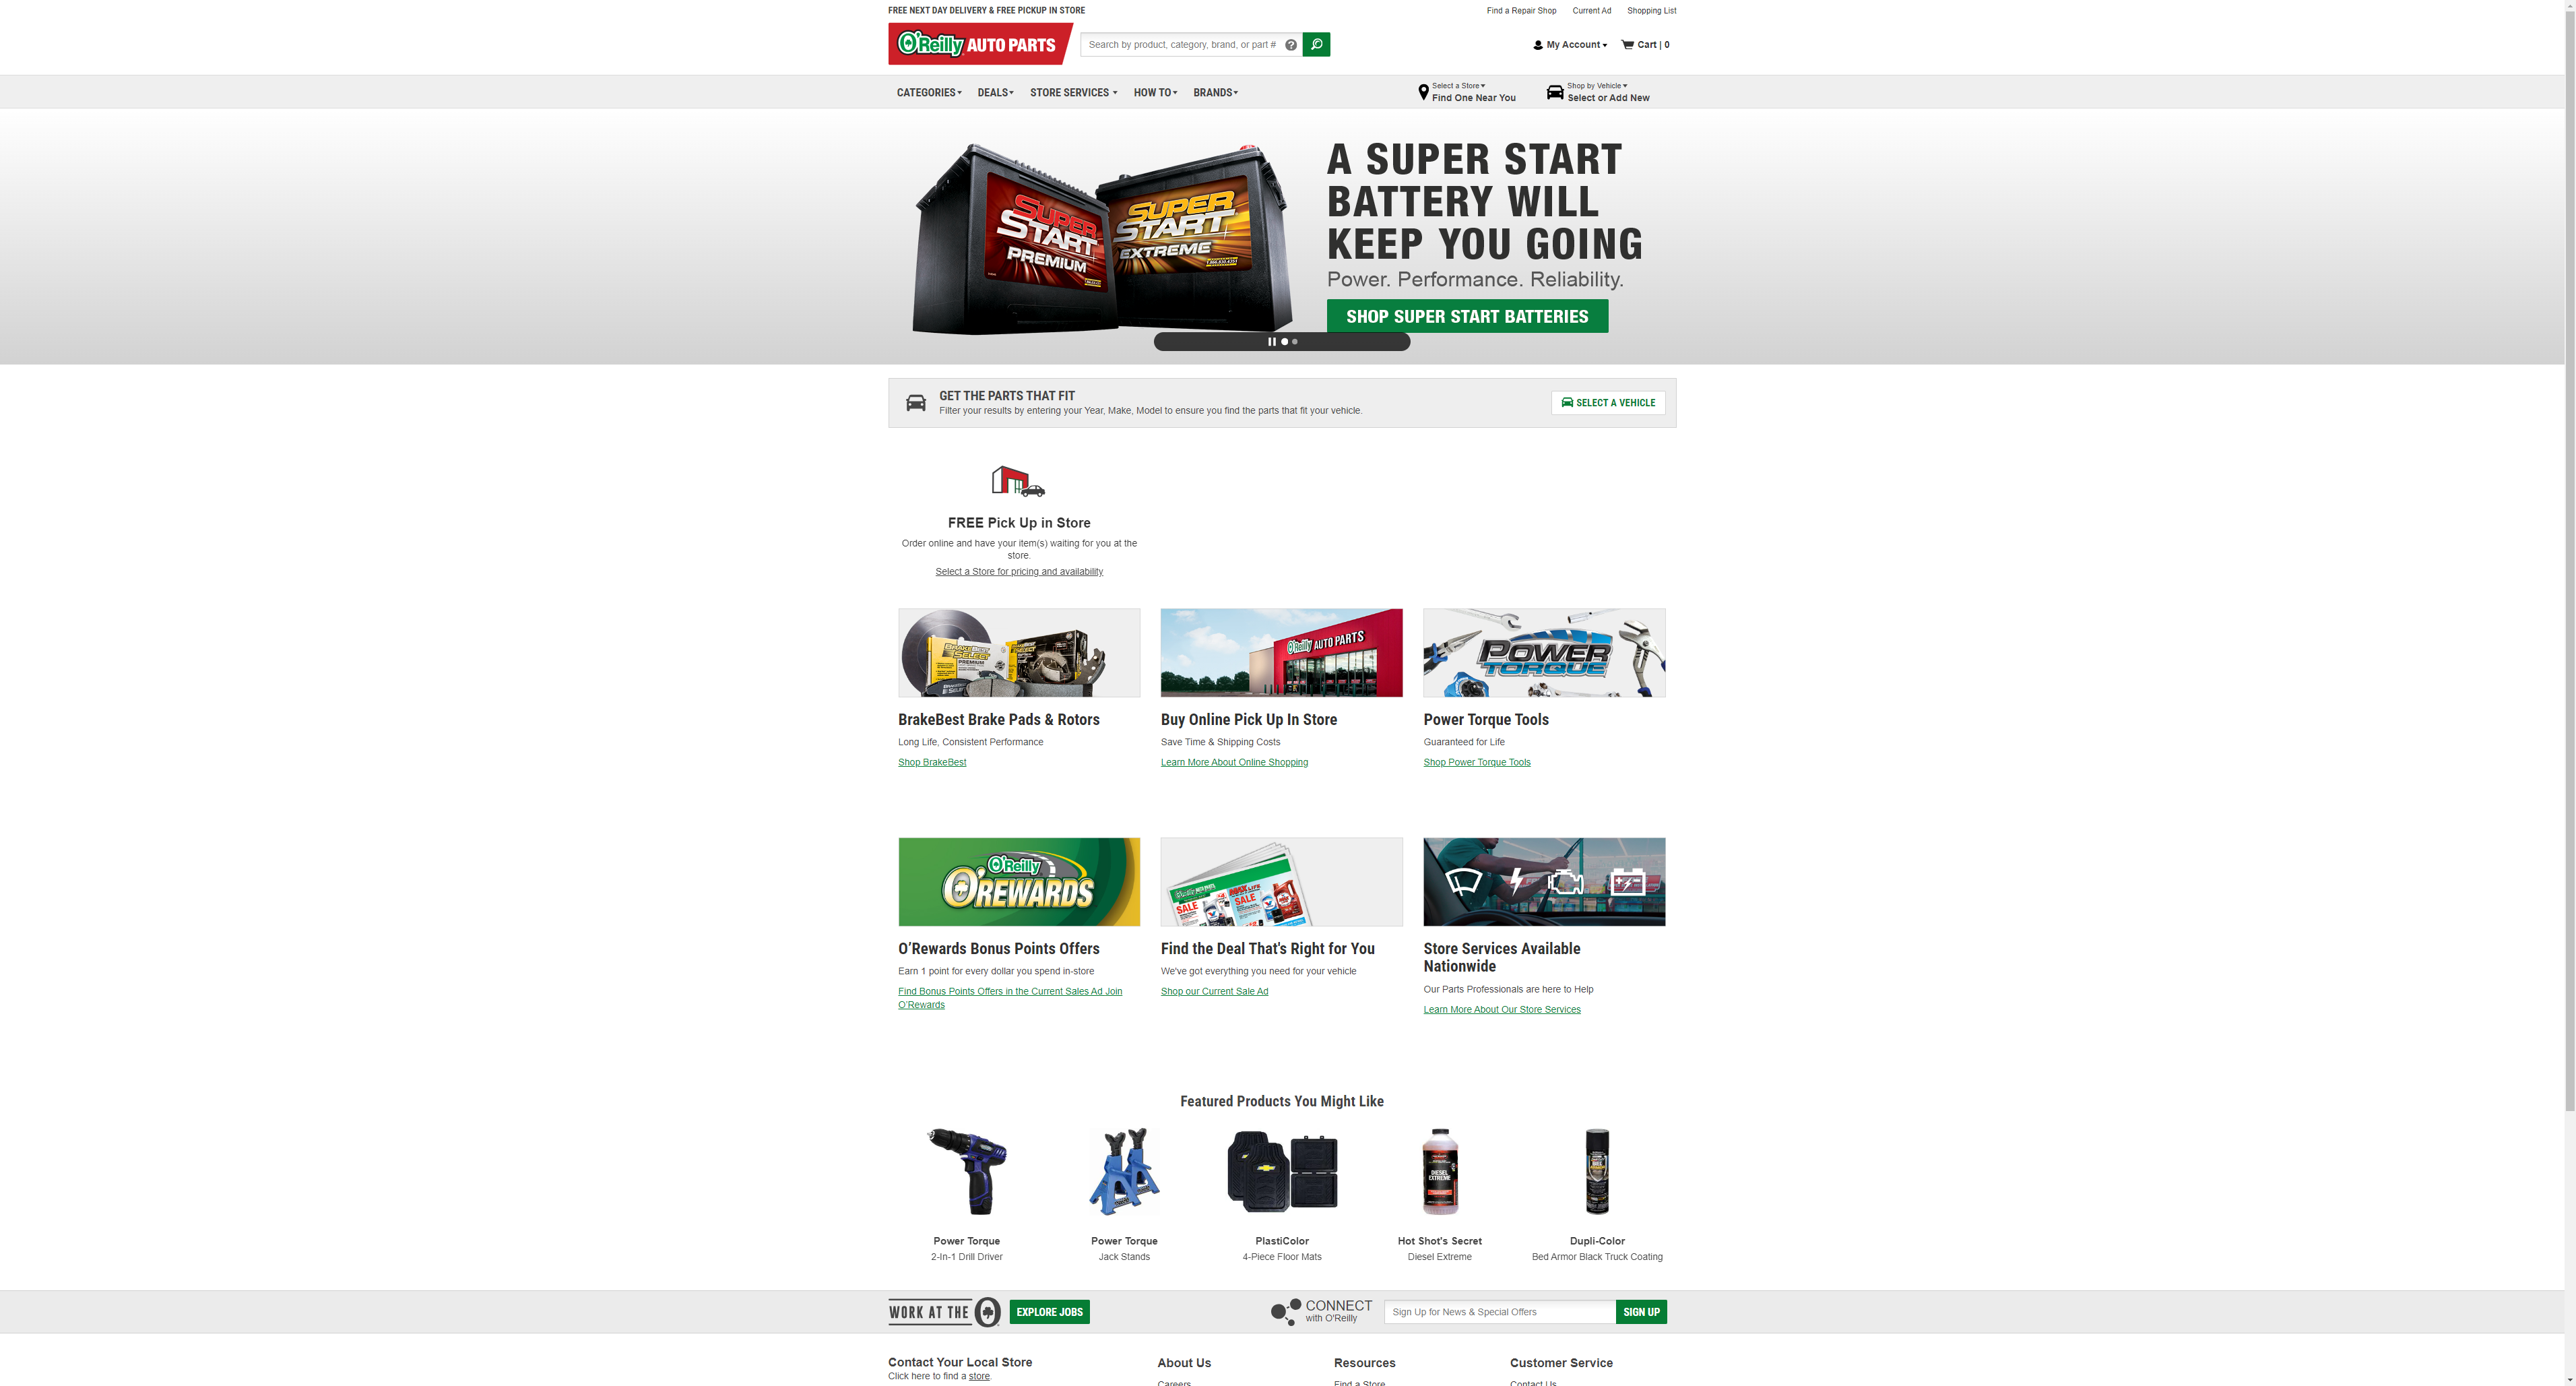 FREE NEXT DAY DELIVERY & FREE PICKUP IN STORE
Find a Repair Shop
Current Ad
Shopping List
O'Reilly AUTO PARTS
Search by product, category, brand, or part #
?
My Account
Cart | 0
CATEGORIES
DEALS
STORE SERVICES
HOW TO
BRANDS
Select a Store
Find One Near You
Shop by Vehicle
Select or Add New
SUPER START PREMIUM
SUPER START EXTREME
A SUPER START
BATTERY WILL
KEEP YOU GOING
Power. Performance. Reliability.
SHOP SUPER START BATTERIES
GET THE PARTS THAT FIT
Filter your results by entering your Year, Make, Model to ensure you find the parts that fit your vehicle.
SELECT A VEHICLE
FREE Pick Up in Store
Order online and have your item(s) waiting for you at the
store.
Select a Store for pricing and availability
BRAKEBEST
SELECT
PREMIUM
O'Reilly AUTO PARTS
POWER
TORQUE
BrakeBest Brake Pads & Rotors
Long Life, Consistent Performance
Shop BrakeBest
Buy Online Pick Up In Store
Save Time & Shipping Costs
Learn More About Online Shopping
Power Torque Tools
Guaranteed for Life
Shop Power Torque Tools
O'Reilly
O'REWARDS
SALE
SALE
O'Rewards Bonus Points Offers
Earn 1 point for every dollar you spend in-store
Find Bonus Points Offers in the Current Sales Ad Join
O'Rewards
Find the Deal That's Right for You
We've got everything you need for your vehicle
Shop our Current Sale Ad
Store Services Available
Nationwide
Our Parts Professionals are here to Help
Learn More About Our Store Services
Featured Products You Might Like
DIESEL
EXTREME
Power Torque
2-In-1 Drill Driver
Power Torque
Jack Stands
PlastiColor
4-Piece Floor Mats
Hot Shot's Secret
Diesel Extreme
Dupli-Color
Bed Armor Black Truck Coating
WORK AT THE O
EXPLORE JOBS
CONNECT
with O'Reilly
Sign Up for News & Special Offers
SIGN UP
Contact Your Local Store
Click here to find a store.
About Us
Careers
Resources
Find a Store
Customer Service
Contact Us